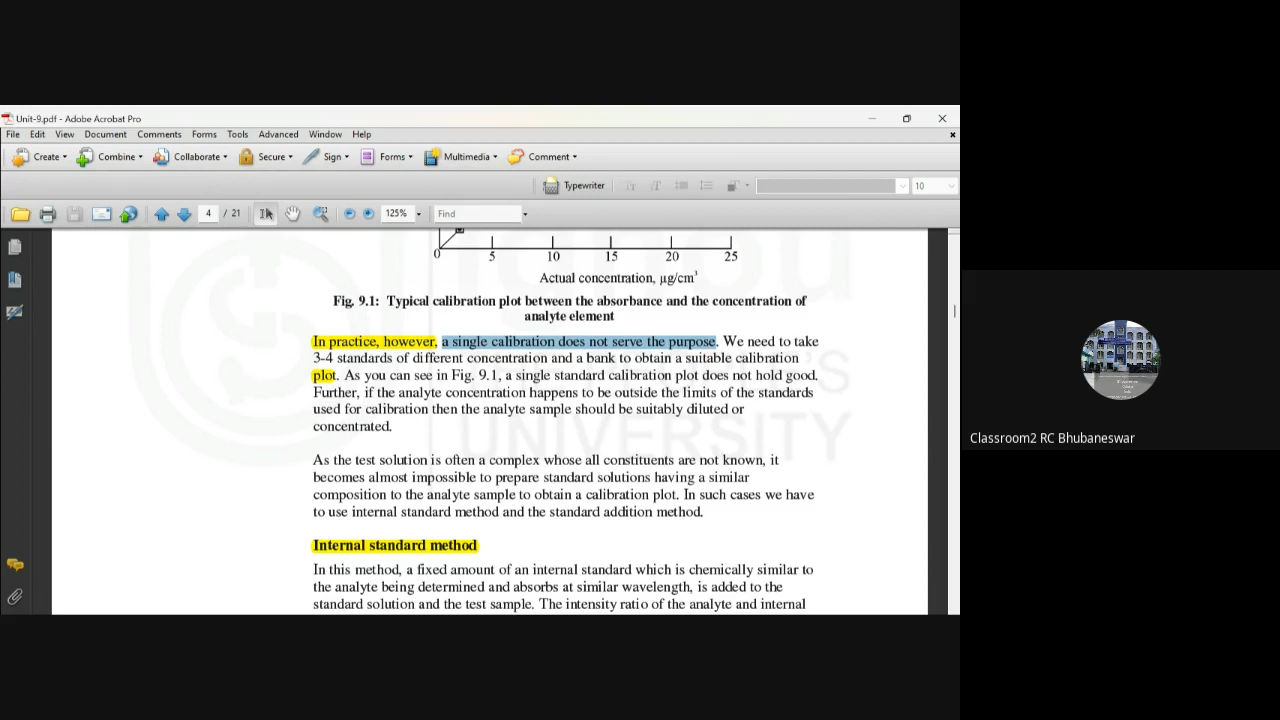 Unit-9.pdf - Adobe Acrobat Pro
File Edit View Document Comments Forms Tools Advanced Window Help
Create Combine Collaborate Secure Sign Forms Multimedia Comment
Typewriter 10
4 / 21 125% Find
0 5 10 15 20 25
Actual concentration, µg/cm³
Fig. 9.1: Typical calibration plot between the absorbance and the concentration of
analyte element
In practice, however, a single calibration does not serve the purpose. We need to take
3-4 standards of different concentration and a bank to obtain a suitable calibration
plot. As you can see in Fig. 9.1, a single standard calibration plot does not hold good.
Further, if the analyte concentration happens to be outside the limits of the standards
used for calibration then the analyte sample should be suitably diluted or
concentrated.
As the test solution is often a complex whose all constituents are not known, it
becomes almost impossible to prepare standard solutions having a similar
composition to the analyte sample to obtain a calibration plot. In such cases we have
to use internal standard method and the standard addition method.
Internal standard method
In this method, a fixed amount of an internal standard which is chemically similar to
the analyte being determined and absorbs at similar wavelength, is added to the
standard solution and the test sample. The intensity ratio of the analyte and internal
UNIVERSITY
Classroom2 RC Bhubaneswar